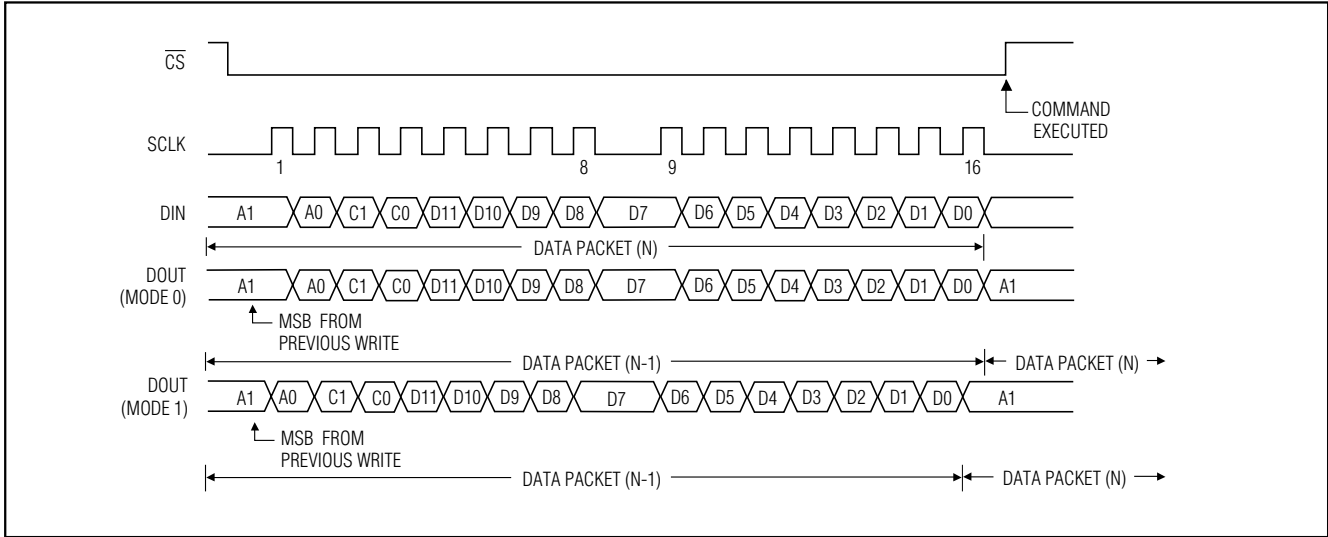 CS
COMMAND
EXECUTED
SCLK
1 8 9 16
DIN A1 A0 C1 C0 D11 D10 D9 D8 D7 D6 D5 D4 D3 D2 D1 D0
DATA PACKET (N)
DOUT
(MODE 0)
A1 A0 C1 C0 D11 D10 D9 D8 D7 D6 D5 D4 D3 D2 D1 D0 A1
MSB FROM
PREVIOUS WRITE
DATA PACKET (N-1) DATA PACKET (N)
DOUT
(MODE 1)
A1 A0 C1 C0 D11 D10 D9 D8 D7 D6 D5 D4 D3 D2 D1 D0 A1
MSB FROM
PREVIOUS WRITE
DATA PACKET (N-1) DATA PACKET (N)